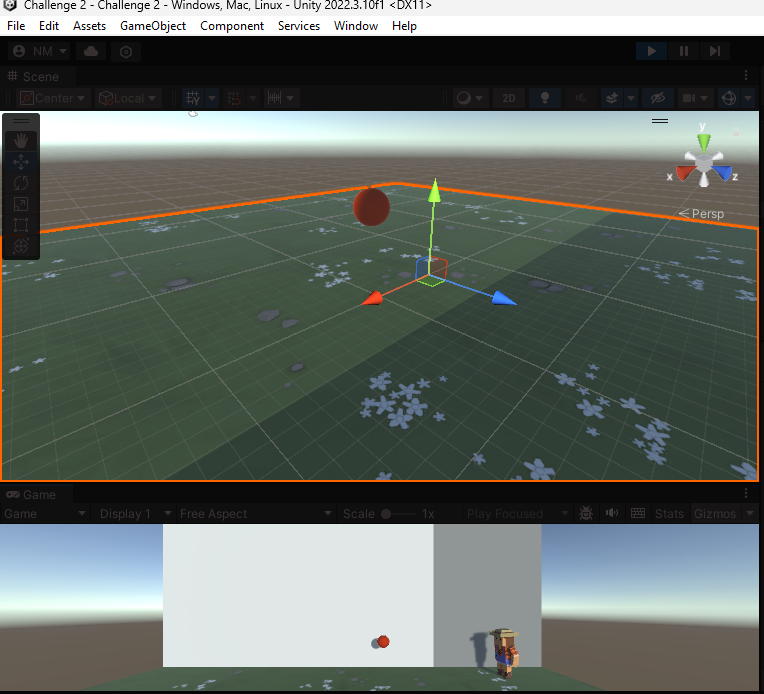 Challenge 2 - Challenge 2 - Windows, Mac, Linux - Unity 2022.3.10f1 <DX11>
File Edit Assets GameObject Component Services Window Help
NM
Scene
Center Local 2D
y
x z
Persp
Game
Game Display 1 Free Aspect Scale 1x Play Focused Stats Gizmos